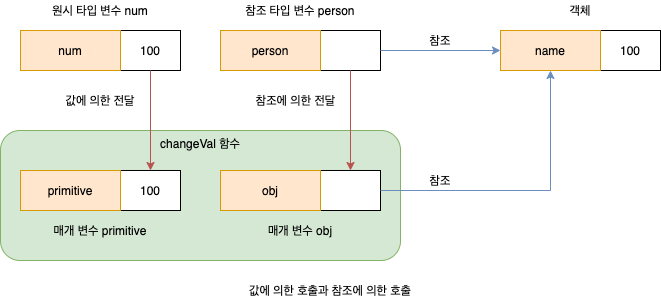 원시 타입 변수 num
참조 타입 변수 person
객체
num
100
person
참조
name
100
값에 의한 전달
참조에 의한 전달
changeVal 함수
primitive
100
obj
참조
매개 변수 primitive
매개 변수 obj
값에 의한 호출과 참조에 의한 호출